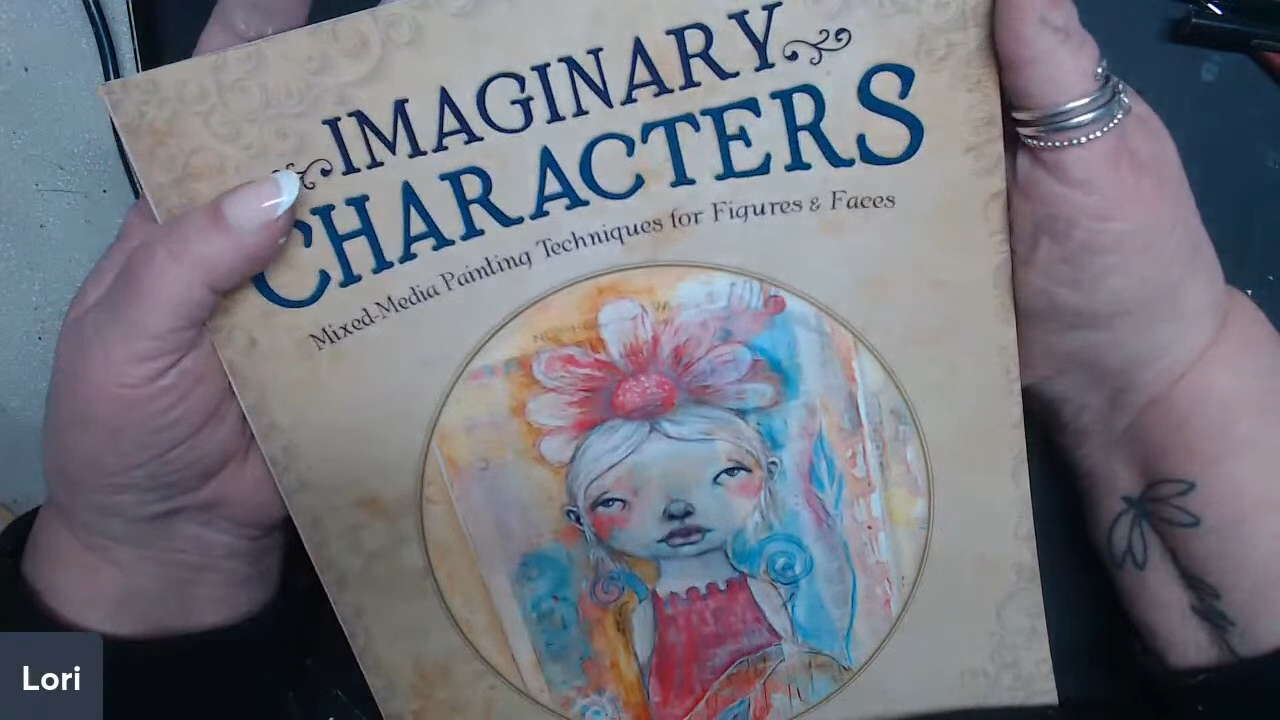 IMAGINARY
CHARACTERS
Mixed-Media Painting Techniques for Figures & Faces
Lori